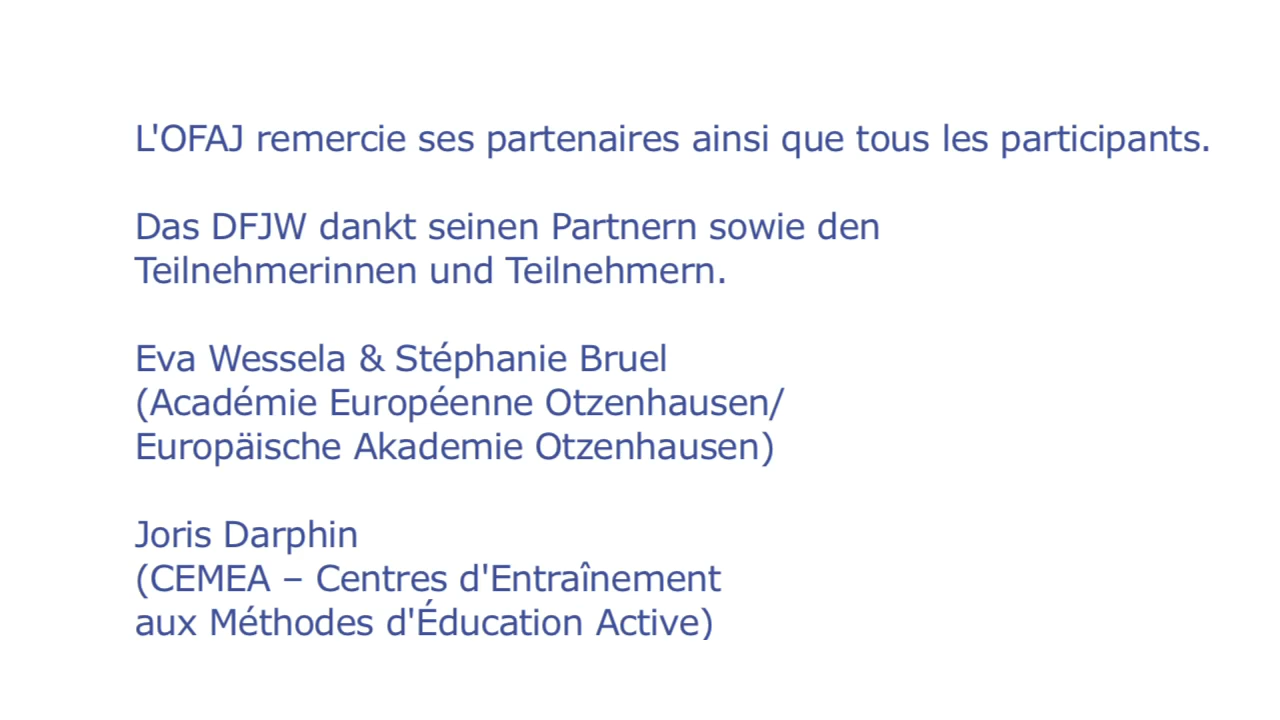 L'OFAJ remercie ses partenaires ainsi que tous les participants.
Das DFJW dankt seinen Partnern sowie den
Teilnehmerinnen und Teilnehmern.
Eva Wessela & Stéphanie Bruel
(Académie Européenne Otzenhausen/
Europäische Akademie Otzenhausen)
Joris Darphin
(CEMEA – Centres d'Entraînement
aux Méthodes d'Éducation Active)